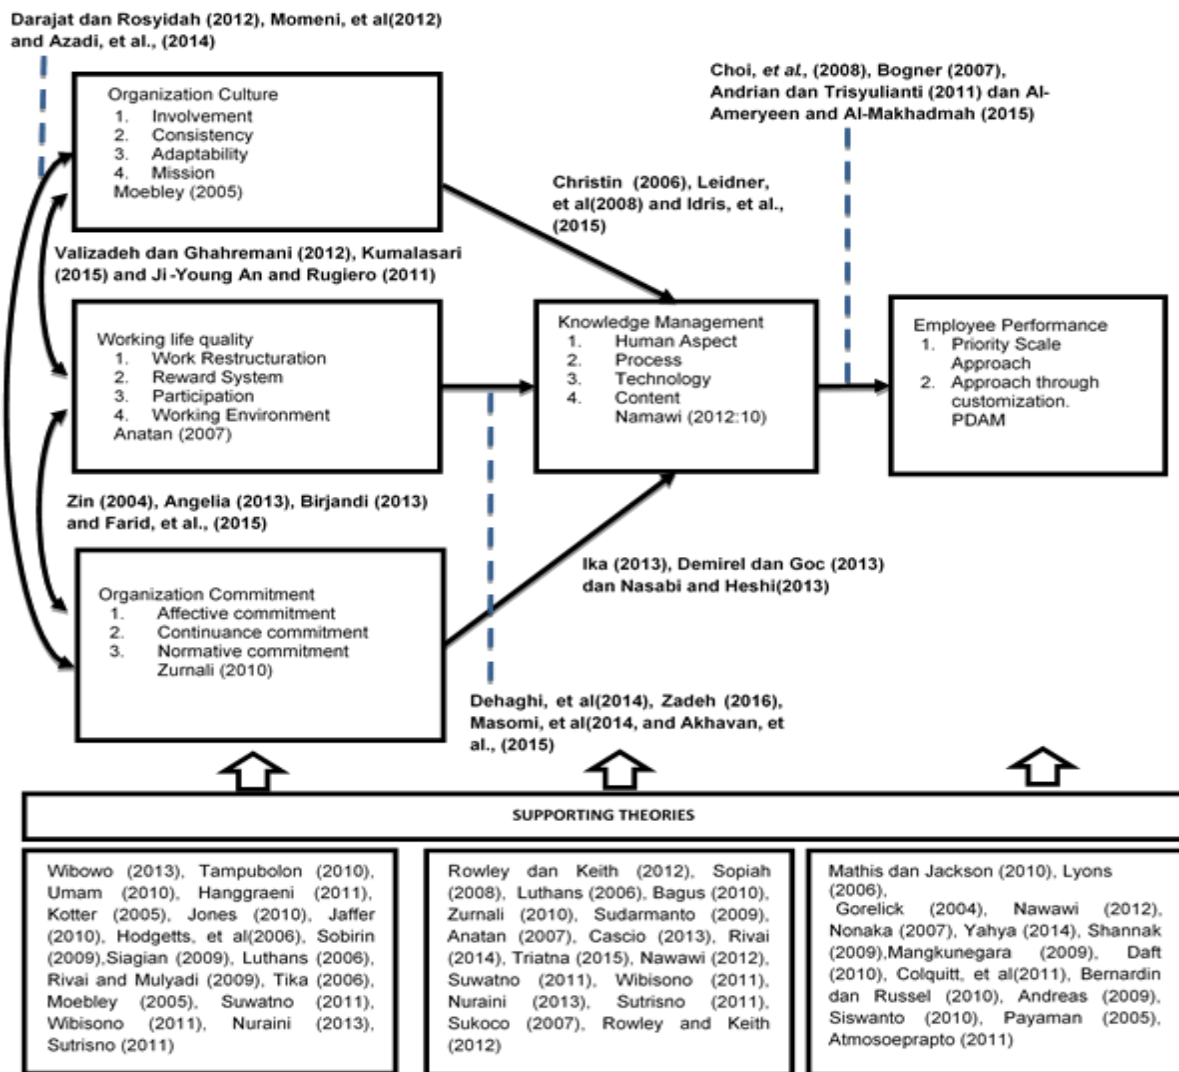 Darajat dan Rosyidah (2012), Momeni, et al(2012)
and Azadi, et al., (2014)
Choi, et al., (2008), Bogner (2007),
Andrian dan Trisyulianti (2011) dan Al-
Ameryeen and Al-Makhadmah (2015)
Organization Culture
1. Involvement
2. Consistency
3. Adaptability
4. Mission
Moebley (2005)
Christin (2006), Leidner,
et al(2008) and Idris, et al.,
(2015)
Valizadeh dan Ghahremani (2012), Kumalasari
(2015) and Ji-Young An and Rugiero (2011)
Working life quality
1. Work Restructuration
2. Reward System
3. Participation
4. Working Environment
Anatan (2007)
Knowledge Management
1. Human Aspect
2. Process
3. Technology
4. Content
Namawi (2012:10)
Employee Performance
1. Priority Scale
Approach
2. Approach through
customization.
PDAM
Zin (2004), Angelia (2013), Birjandi (2013)
and Farid, et al., (2015)
Ika (2013), Demirel dan Goc (2013)
dan Nasabi and Heshi(2013)
Organization Commitment
1. Affective commitment
2. Continuance commitment
3. Normative commitment
Zurnali (2010)
Dehaghi, et al(2014), Zadeh (2016),
Masomi, et al(2014, and Akhavan, et
al., (2015)
SUPPORTING THEORIES
Wibowo (2013), Tampubolon (2010),
Umam (2010), Hanggraeni (2011),
Kotter (2005), Jones (2010), Jaffer
(2010), Hodgetts, et al(2006), Sobirin
(2009),Siagian (2009), Luthans (2006),
Rivai and Mulyadi (2009), Tika (2006),
Moebley (2005), Suwatno (2011),
Wibisono (2011), Nuraini (2013),
Sutrisno (2011)
Rowley dan Keith (2012), Sopiah
(2008), Luthans (2006), Bagus (2010),
Zurnali (2010), Sudarmanto (2009),
Anatan (2007), Cascio (2013), Rivai
(2014), Triatna (2015), Nawawi (2012),
Suwatno (2011), Wibisono (2011),
Nuraini (2013), Sutrisno (2011),
Sukoco (2007), Rowley and Keith
(2012)
Mathis dan Jackson (2010), Lyons
(2006),
Gorelick (2004), Nawawi (2012),
Nonaka (2007), Yahya (2014), Shannak
(2009),Mangkunegara (2009), Daft
(2010), Colquitt, et al(2011), Bernardin
dan Russel (2010), Andreas (2009),
Siswanto (2010), Payaman (2005),
Atmosoeprapto (2011)